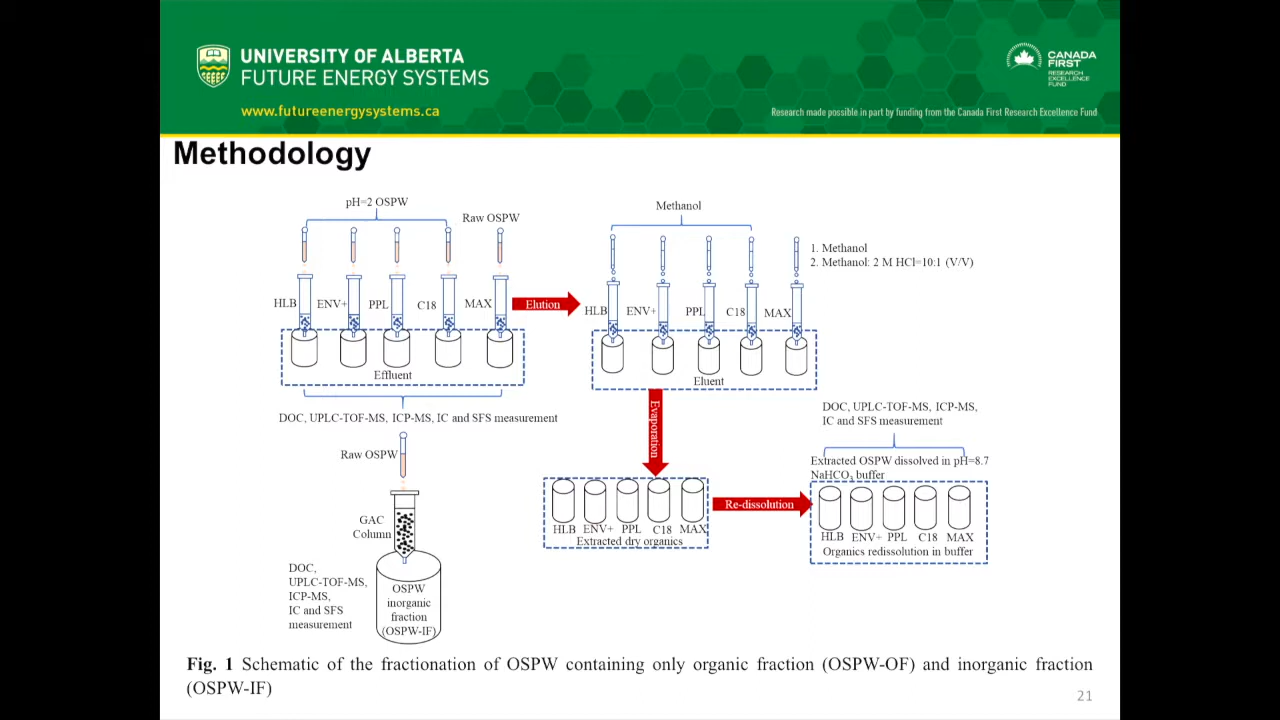 UNIVERSITY OF ALBERTA
FUTURE ENERGY SYSTEMS
www.futureenergysystems.ca
CANADA
FIRST
RESEARCH
EXCELLENCE
FUND
Research made possible in part by funding from the Canada First Research Excellence Fund
Methodology
pH=2 OSPW
Raw OSPW
HLB
ENV+
PPL
C18
MAX
Effluent
Elution
Methanol
1. Methanol
2. Methanol: 2 M HCl=10:1 (V/V)
HLB
ENV+
PPL
C18
MAX
Eluent
DOC, UPLC-TOF-MS, ICP-MS, IC and SFS measurement
Raw OSPW
GAC
Column
DOC,
UPLC-TOF-MS,
ICP-MS,
IC and SFS
measurement
OSPW
inorganic
fraction
(OSPW-IF)
Evaporation
HLB ENV+ PPL C18 MAX
Extracted dry organics
Re-dissolution
DOC, UPLC-TOF-MS, ICP-MS,
IC and SFS measurement
Extracted OSPW dissolved in pH=8.7
NaHCO₃ buffer
HLB ENV+ PPL C18 MAX
Organics redissolution in buffer
Fig. 1 Schematic of the fractionation of OSPW containing only organic fraction (OSPW-OF) and inorganic fraction
(OSPW-IF)
21